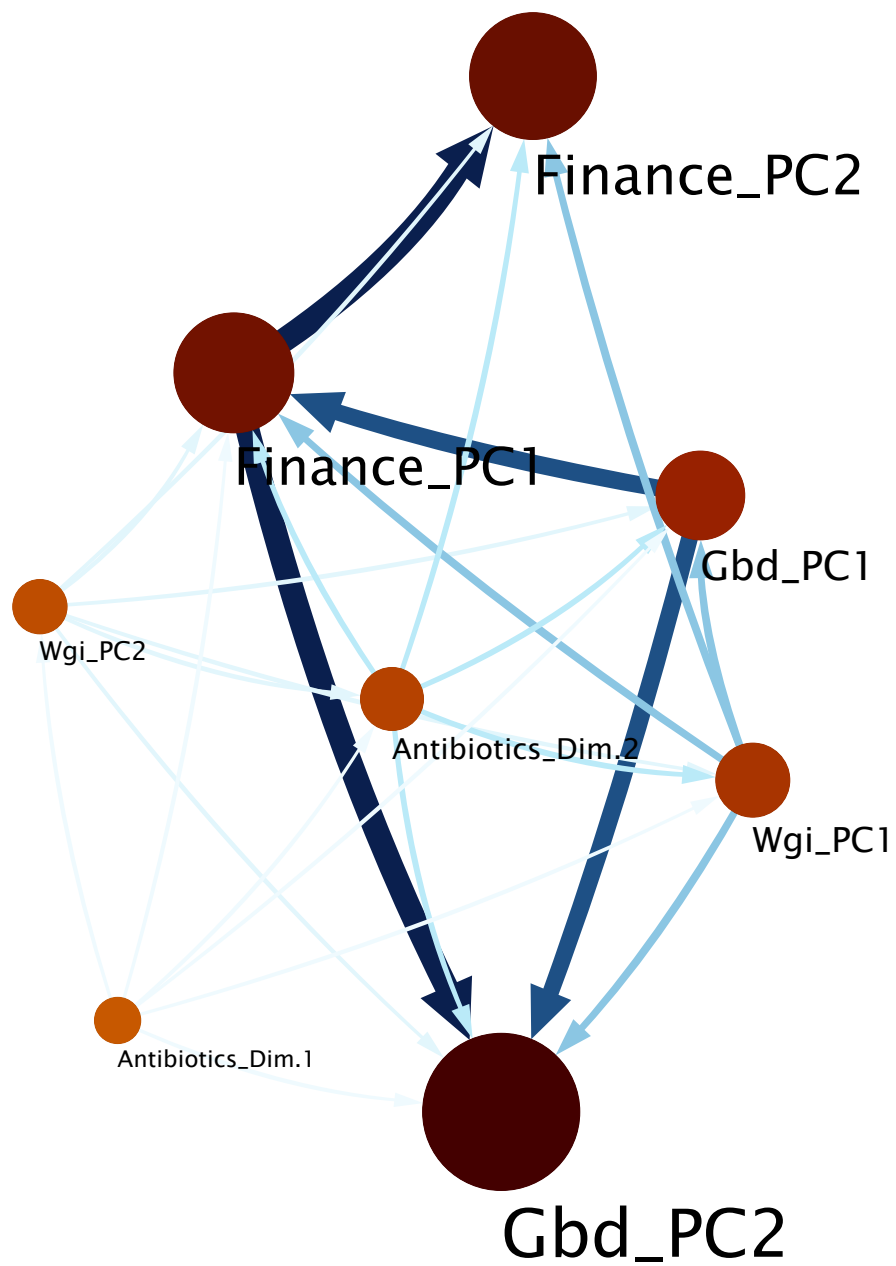 Finance_PC2
Finance_PC1
Gbd_PC1
Wgi_PC2
Antibiotics_Dim.2
Wgi_PC1
Antibiotics_Dim.1
Gbd_PC2